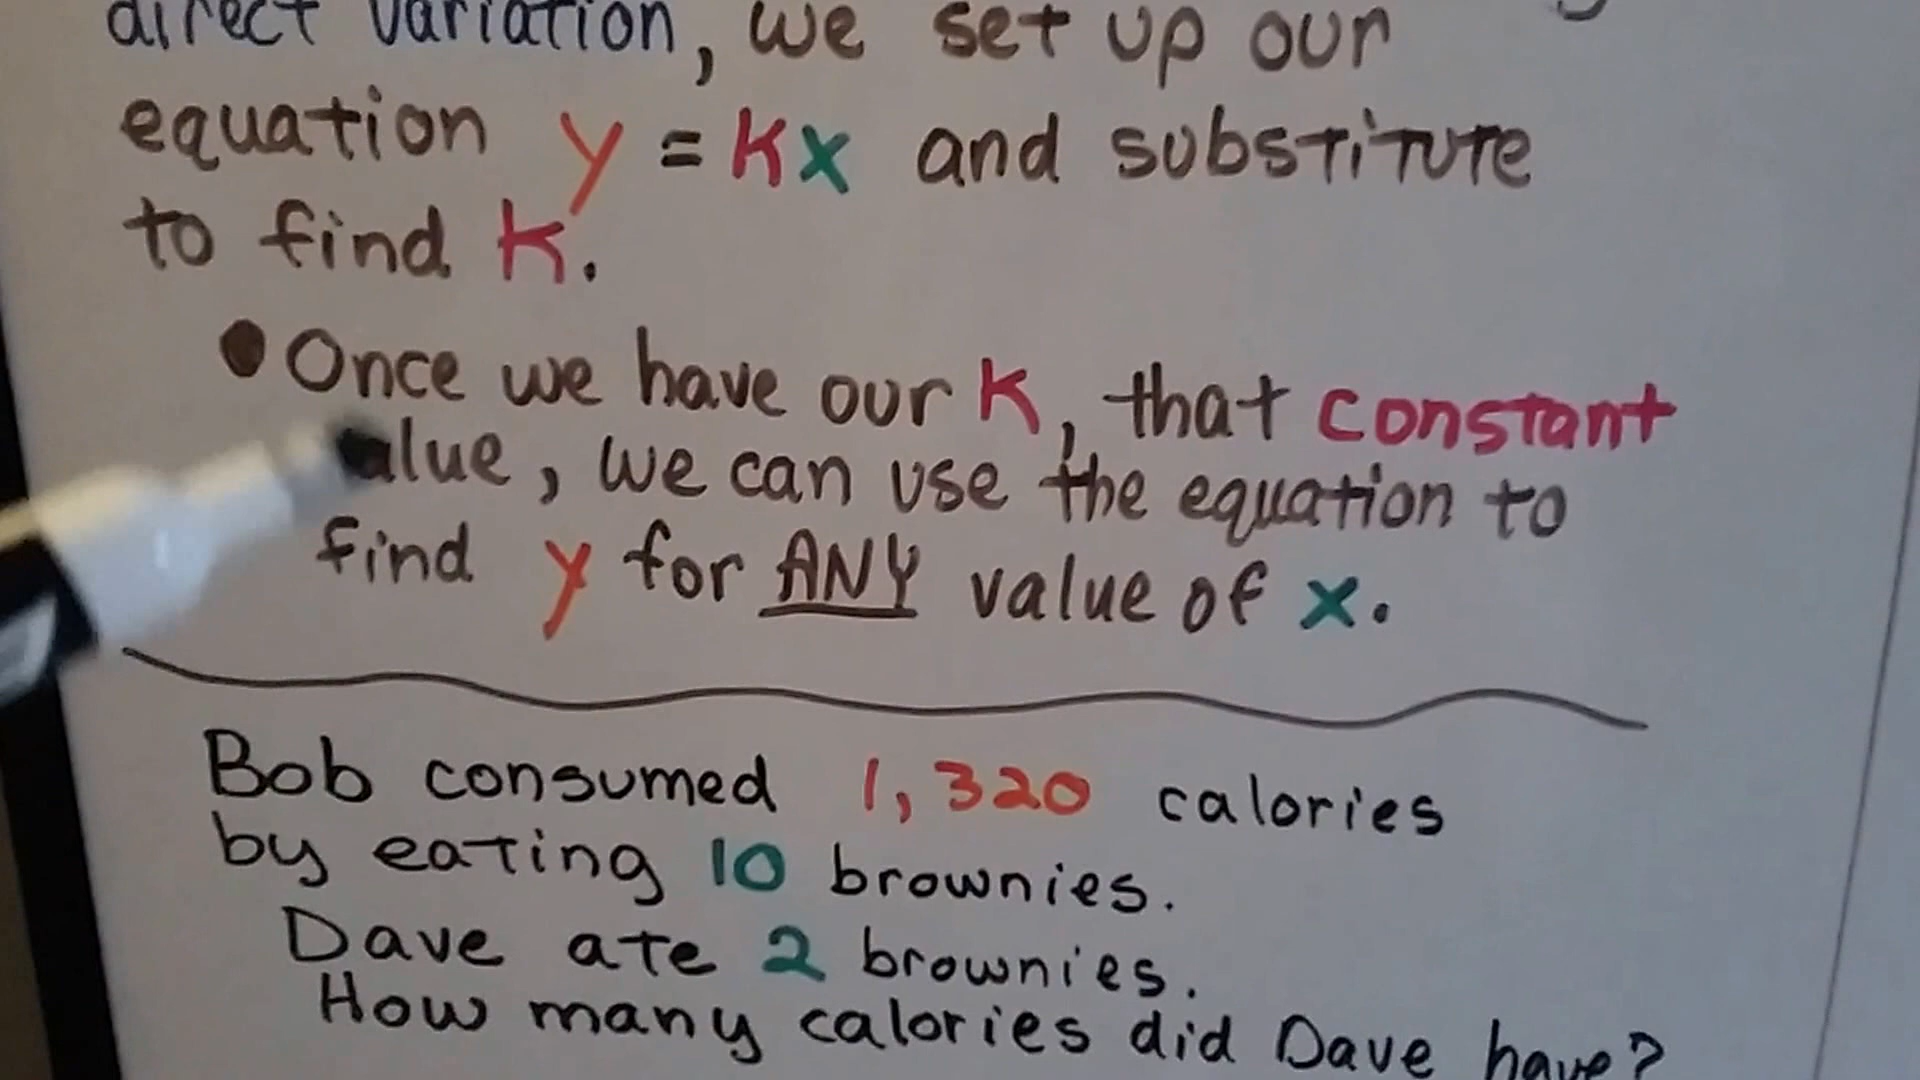 direct variation, we set up our
equation y = kx and substitute
to find k.
• Once we have our k, that constant
alue, we can use the equation to
find y for ANY value of x.
Bob consumed 1,320 calories
by eating 10 brownies.
Dave ate 2 brownies.
How many calories did Dave have?